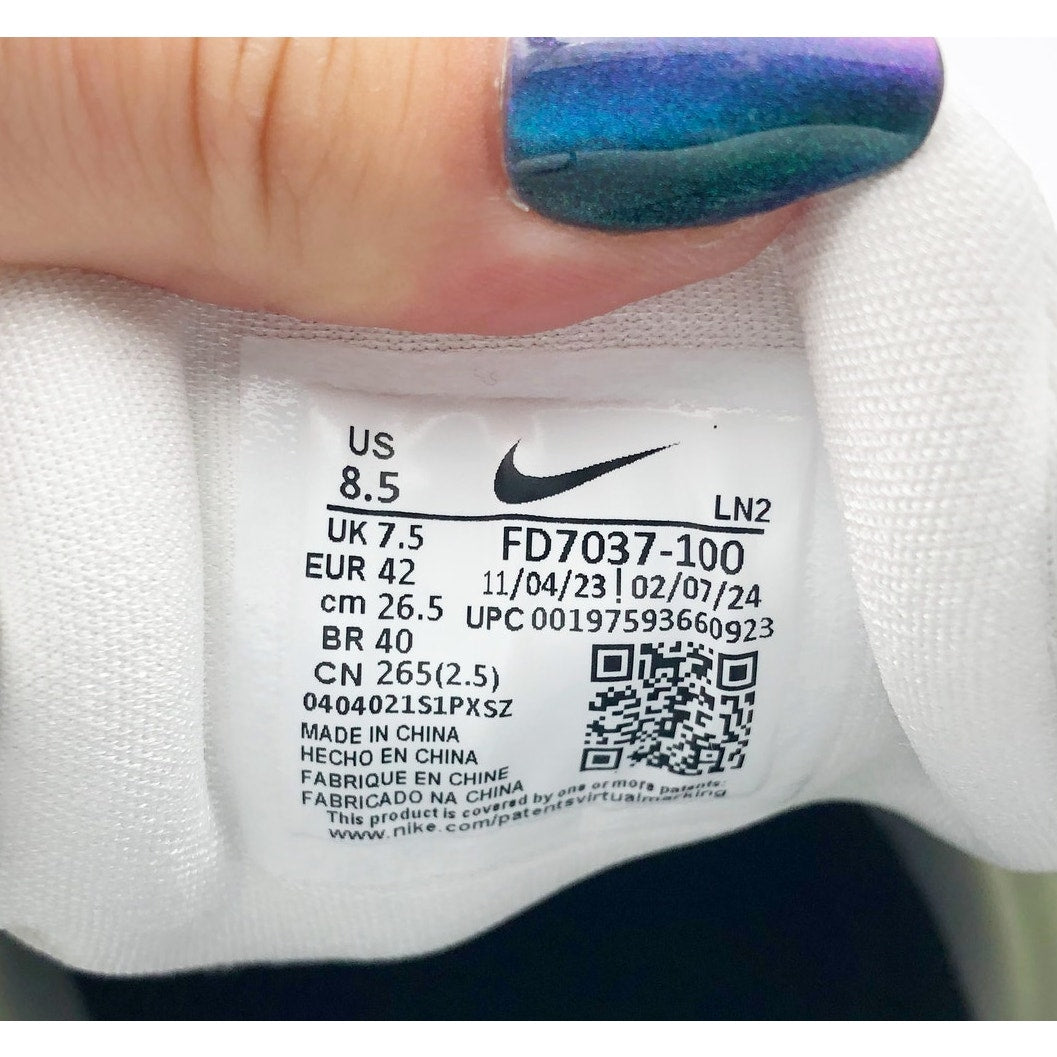 US
8.5
LN2
UK 7.5
FD7037-100
EUR 42
11/04/23 | 02/07/24
cm 26.5
UPC 00197593660923
BR 40
CN 265(2.5)
0404021S1PXSZ
MADE IN CHINA
HECHO EN CHINA
FABRIQUE EN CHINE
FABRICADO NA CHINA
This product is covered by one or more patents:
www.nike.com/patentsvirtualmarking